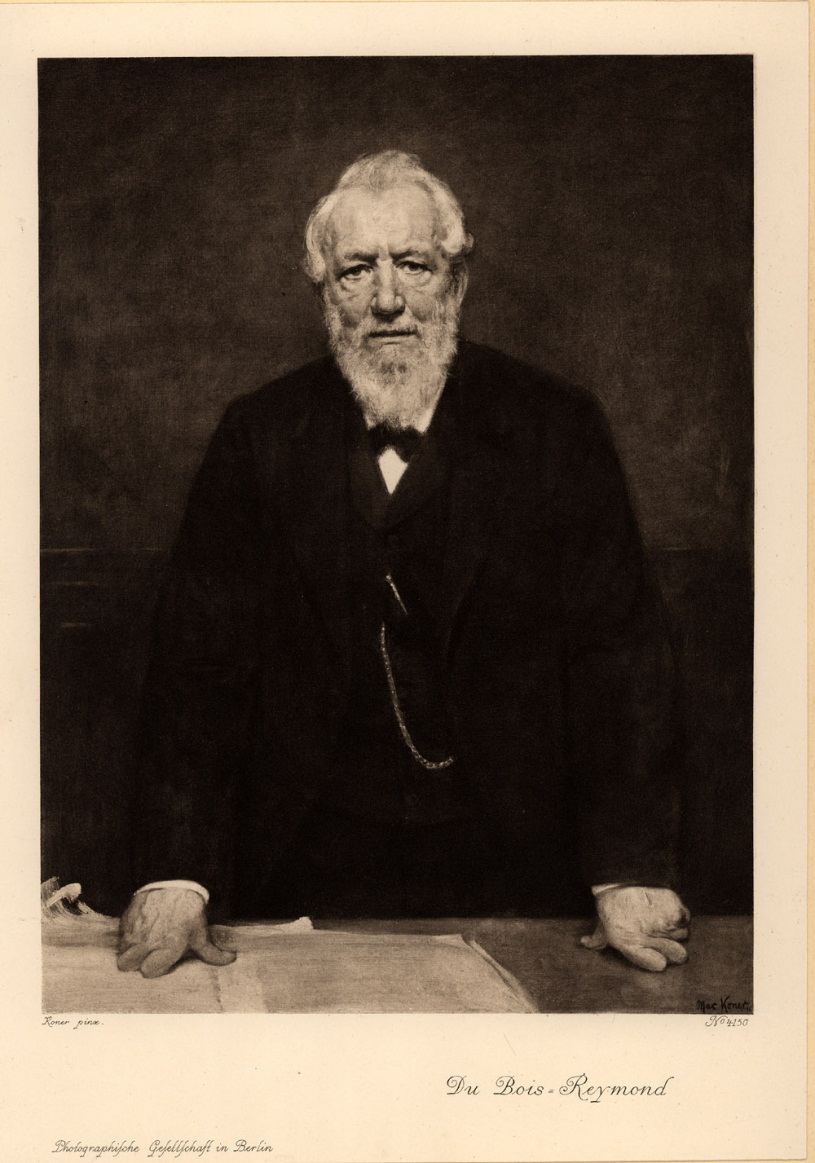 Max Koner.
Koner pinx.
No 4150
Du Bois=Reymond
Photographiſche Geſellſchaft in Berlin